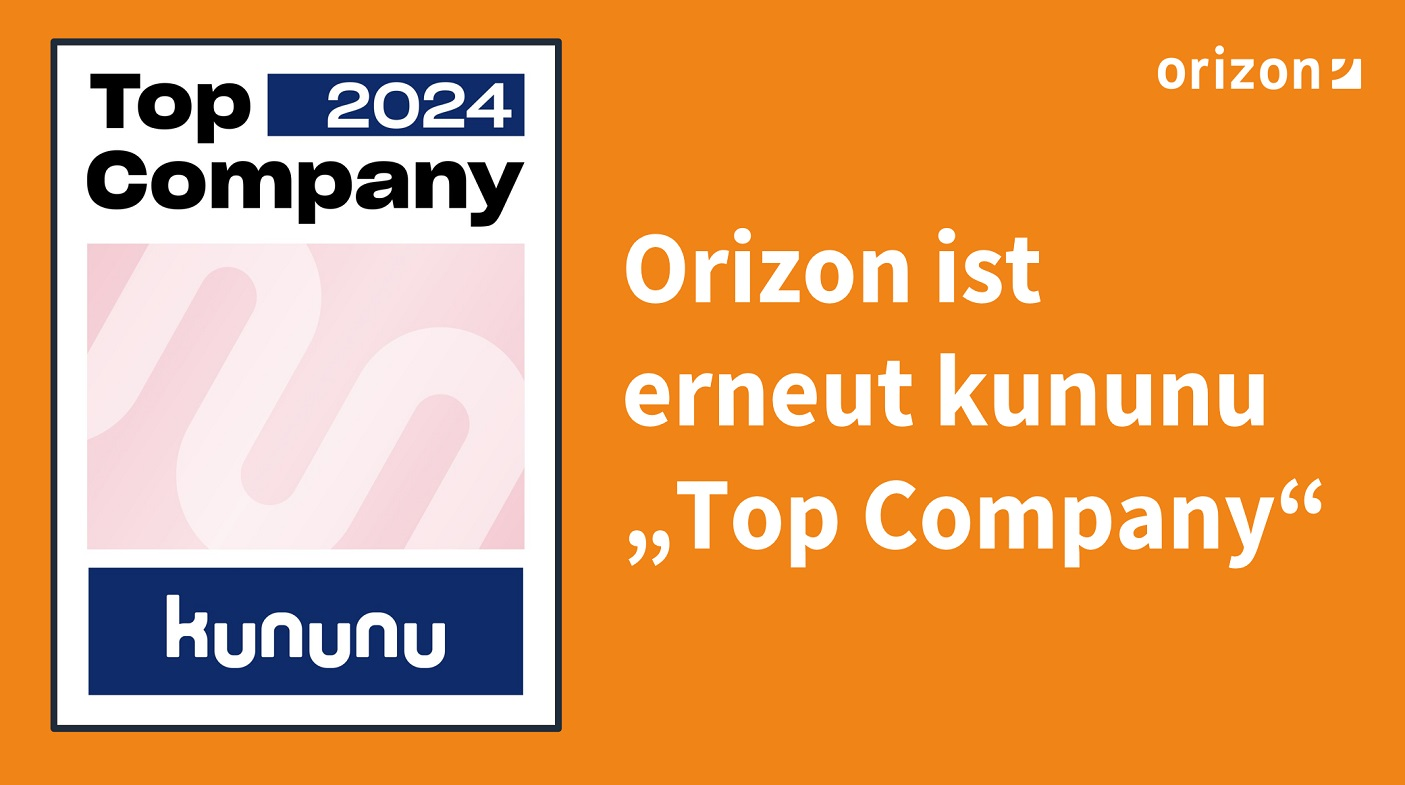 Top 2024
Company
kununu
orizon
Orizon ist
erneut kununu
„Top Company“